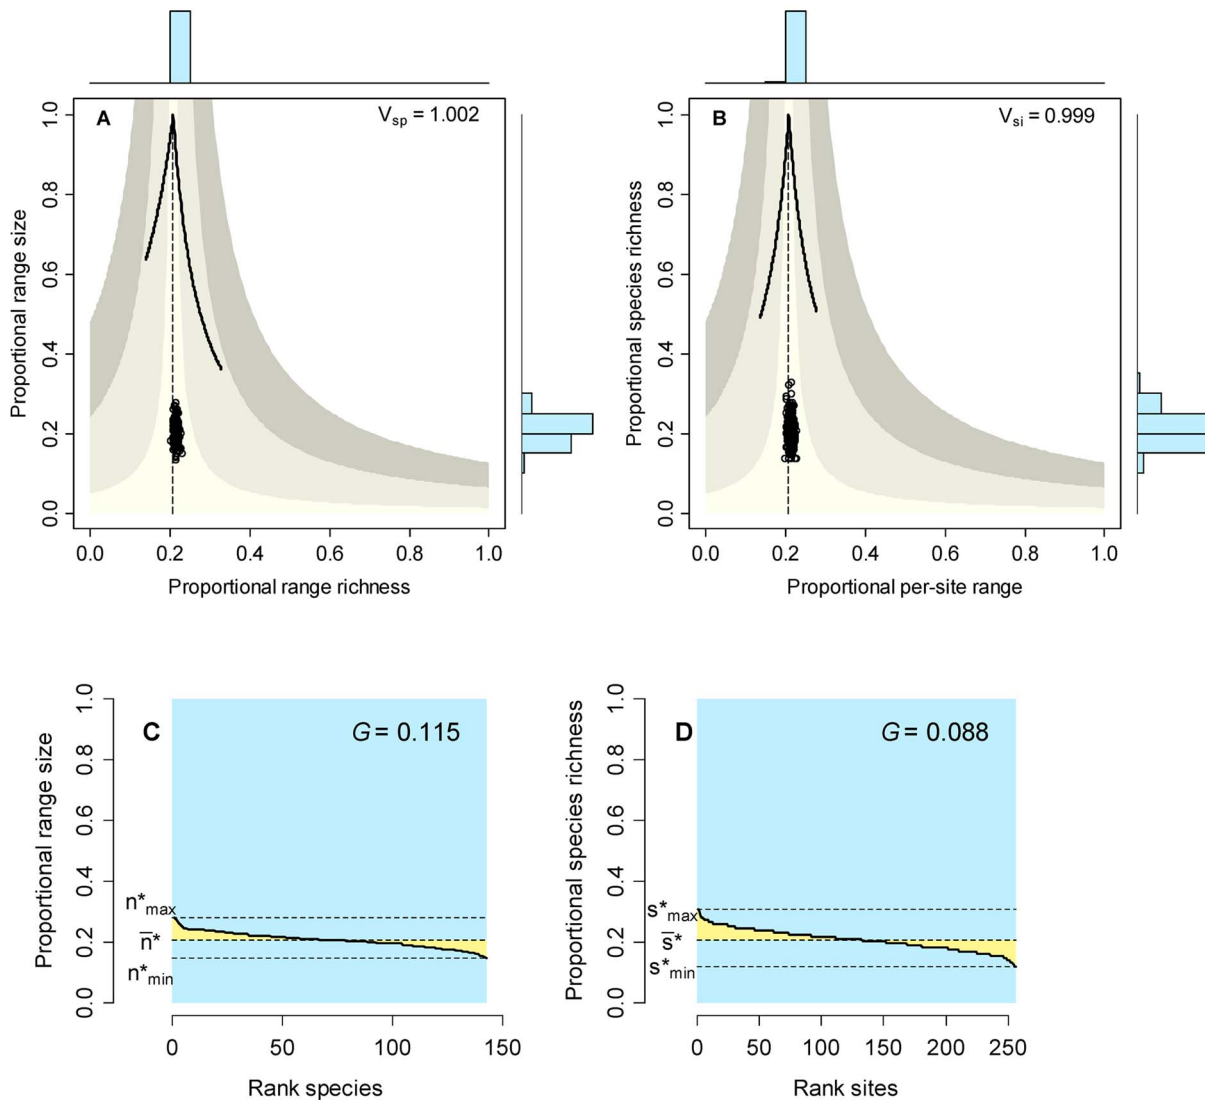 A
V_sp = 1.002
Proportional range size
0.0 0.2 0.4 0.6 0.8 1.0
0.0 0.2 0.4 0.6 0.8 1.0
Proportional range richness
B
V_si = 0.999
Proportional species richness
0.0 0.2 0.4 0.6 0.8 1.0
0.0 0.2 0.4 0.6 0.8 1.0
Proportional per-site range
C
G = 0.115
Proportional range size
0.0 0.2 0.4 0.6 0.8 1.0
n*max
n̄*
n*min
0 50 100 150
Rank species
D
G = 0.088
Proportional species richness
0.0 0.2 0.4 0.6 0.8 1.0
s*max
s̄*
s*min
0 50 100 150 200 250
Rank sites